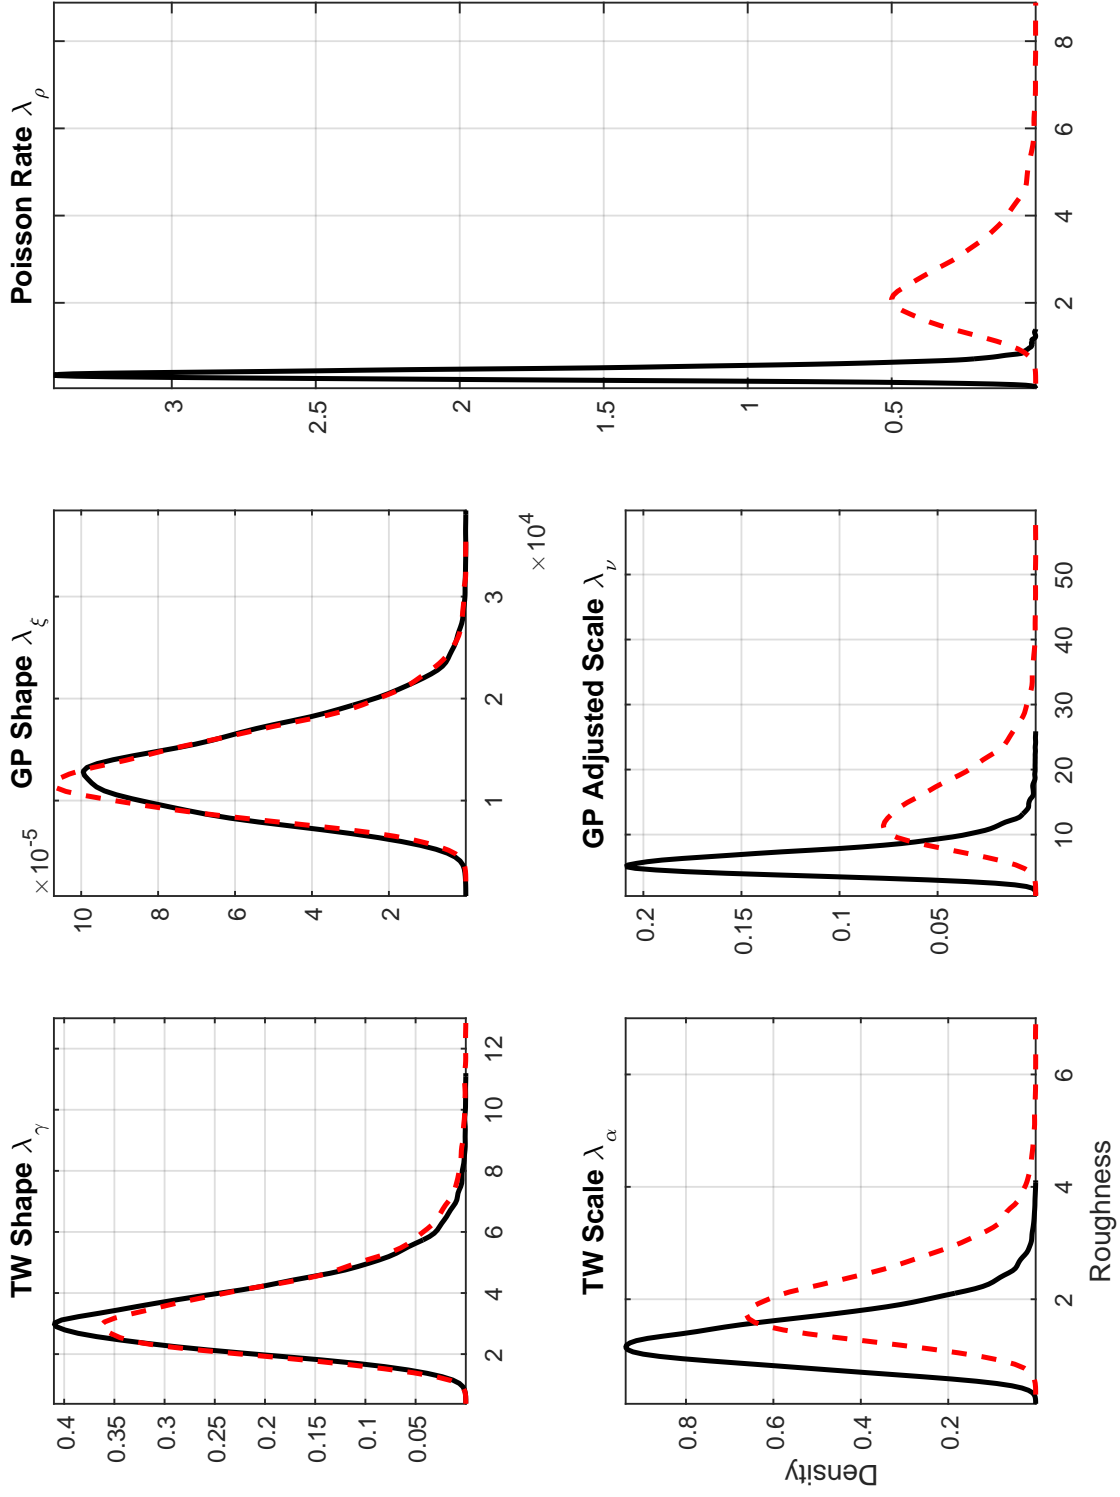 TW Shape λγ
0.4
0.35
0.3
0.25
0.2
0.15
0.1
0.05
2 4 6 8 10 12
GP Shape λξ
×10-5
10
8
6
4
2
1 2 3
×104
Poisson Rate λρ
3
2.5
2
1.5
1
0.5
2 4 6 8
TW Scale λα
0.8
0.6
0.4
0.2
Density
2 4 6
Roughness
GP Adjusted Scale λν
0.2
0.15
0.1
0.05
10 20 30 40 50